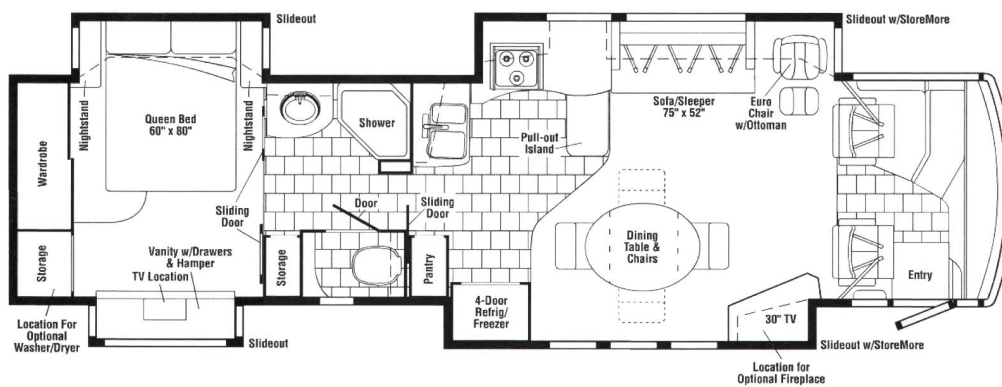 Slideout
Slideout w/StoreMore
Queen Bed
60" x 80"
Nightstand
Nightstand
Wardrobe
Shower
Sofa/Sleeper
75" x 52"
Euro
Chair
w/Ottoman
Pull-out
Island
Sliding
Door
Door
Sliding
Door
Storage
Vanity w/Drawers
& Hamper
TV Location
Storage
Pantry
Dining
Table &
Chairs
Entry
4-Door
Refrig/
Freezer
30" TV
Location For
Optional
Washer/Dryer
Slideout
Slideout w/StoreMore
Location for
Optional Fireplace